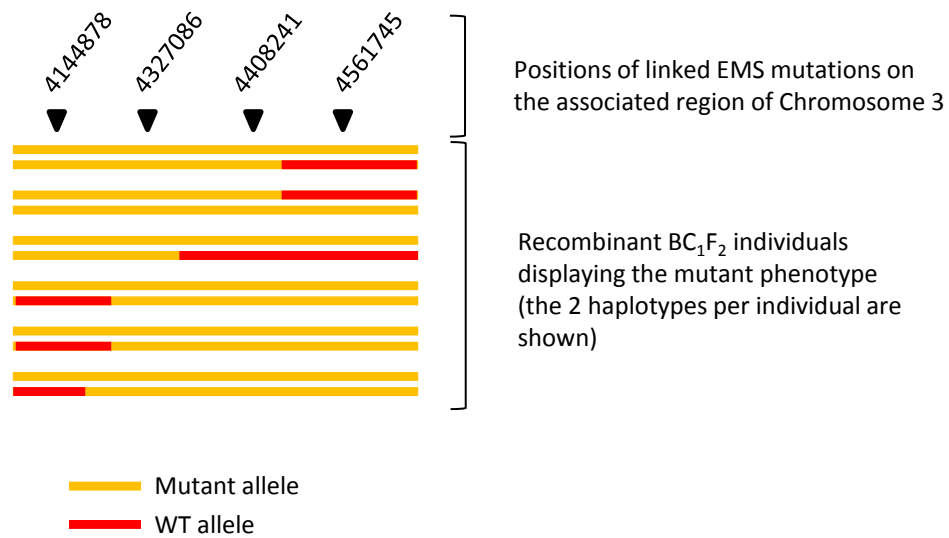 4144878
4327086
4408241
4561745
Positions of linked EMS mutations on
the associated region of Chromosome 3
Recombinant BC₁F₂ individuals
displaying the mutant phenotype
(the 2 haplotypes per individual are
shown)
Mutant allele
WT allele